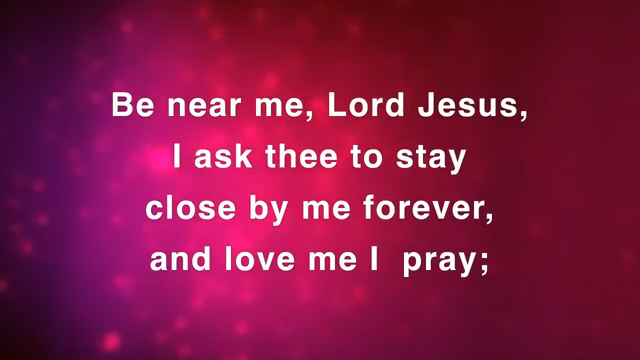 Be near me, Lord Jesus,
I ask thee to stay
close by me forever,
and love me I  pray;